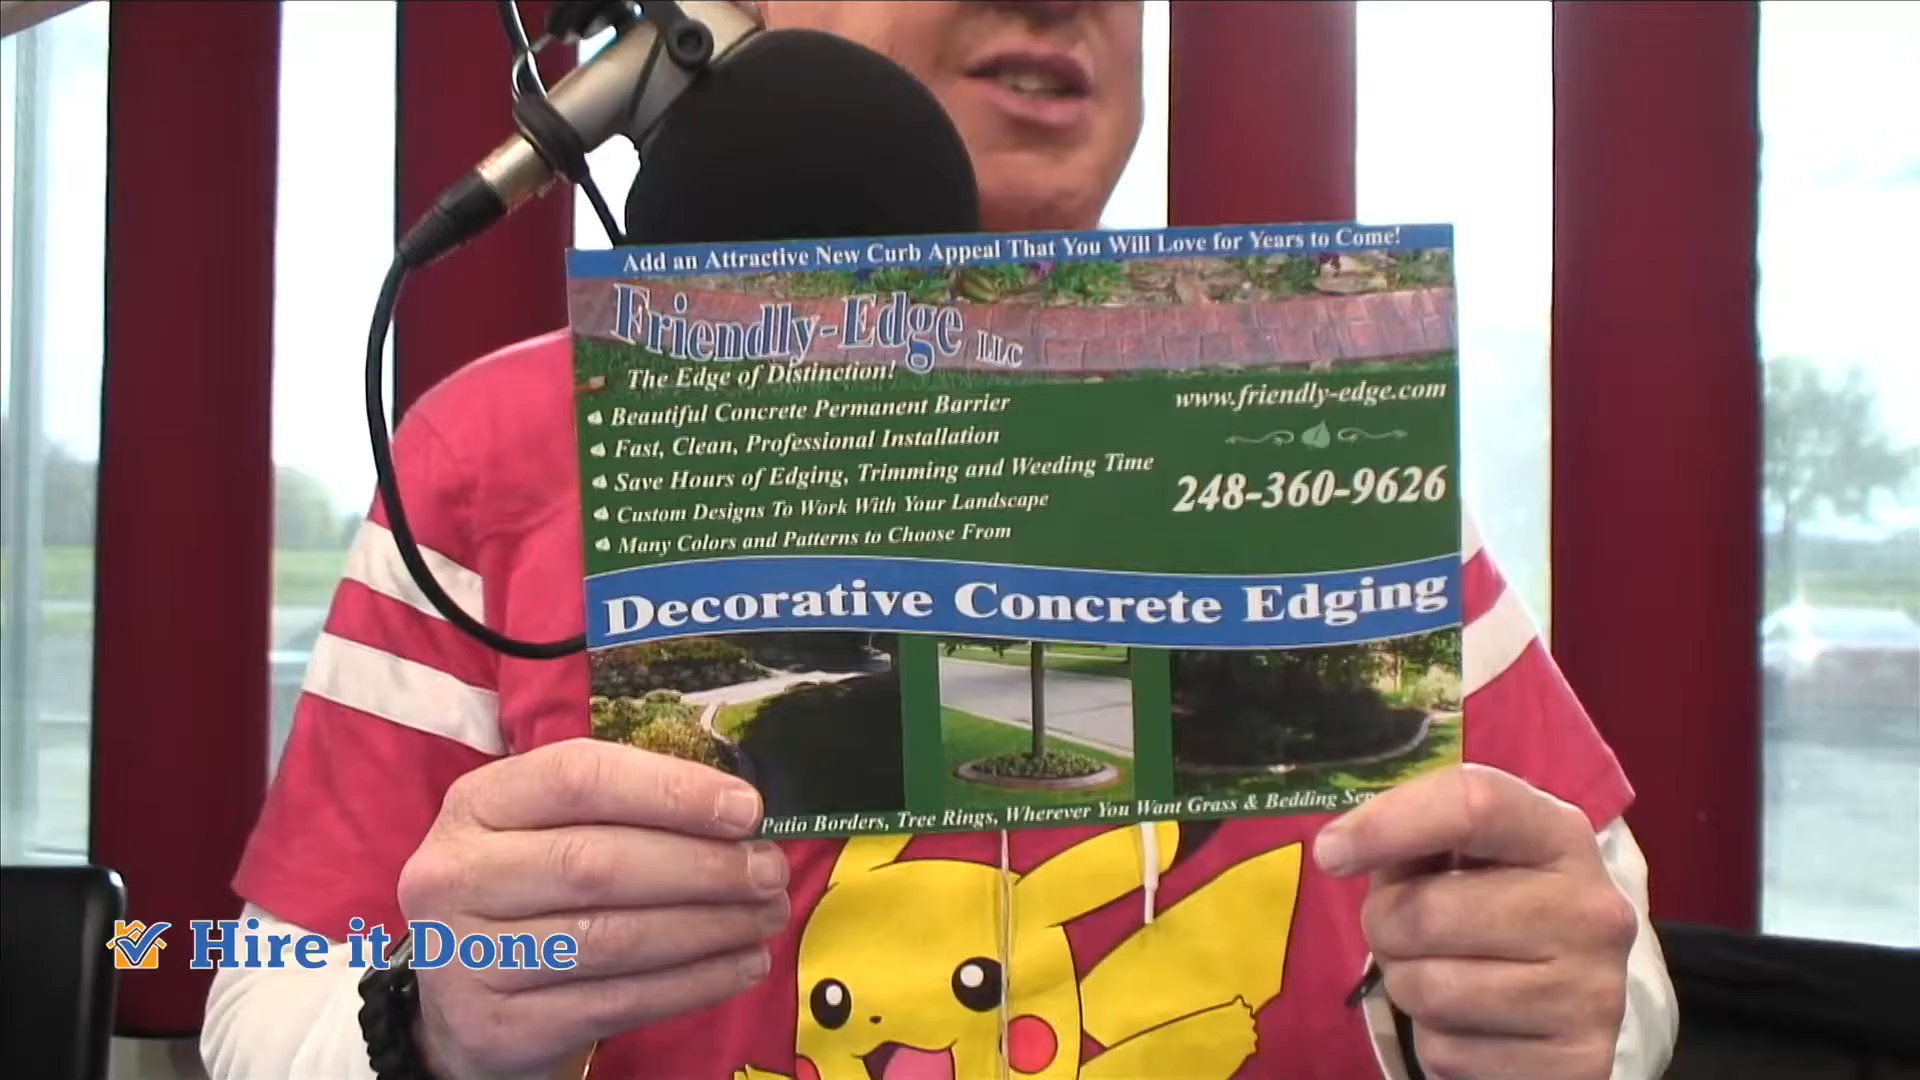 Add an Attractive New Curb Appeal That You Will Love for Years to Come!
Friendly-Edge LLC
The Edge of Distinction!
Beautiful Concrete Permanent Barrier
Fast, Clean, Professional Installation
Save Hours of Edging, Trimming and Weeding Time
Custom Designs To Work With Your Landscape
Many Colors and Patterns to Choose From
www.friendly-edge.com
248-360-9626
Decorative Concrete Edging
Patio Borders, Tree Rings, Wherever You Want Grass & Bedding
Hire it Done®